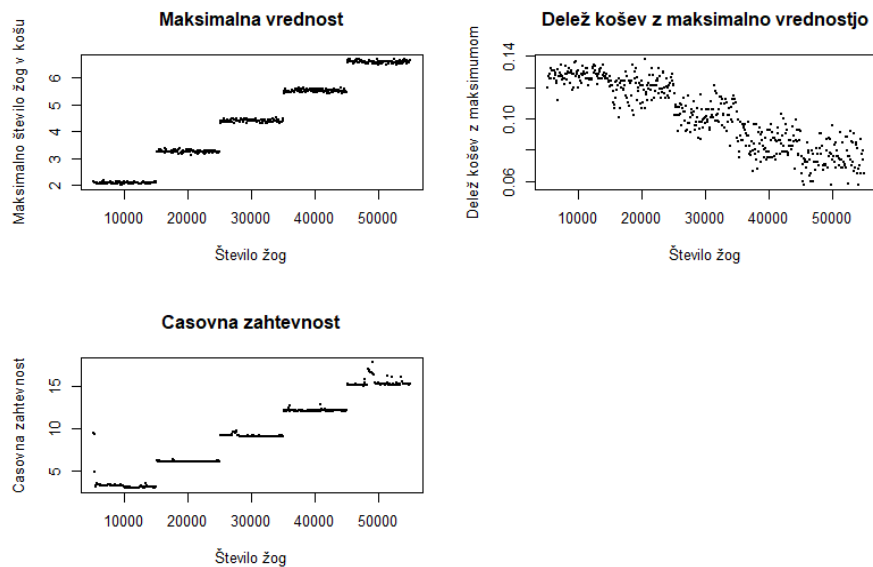 Maksimalna vrednost
Maksimalno število žog v košu
2 3 4 5 6
10000 20000 30000 40000 50000
Število žog
Delež košev z maksimalno vrednostjo
Delež košev z maksimumom
0.06 0.10 0.14
10000 20000 30000 40000 50000
Število žog
Casovna zahtevnost
Casovna zahtevnost
5 10 15
10000 20000 30000 40000 50000
Število žog